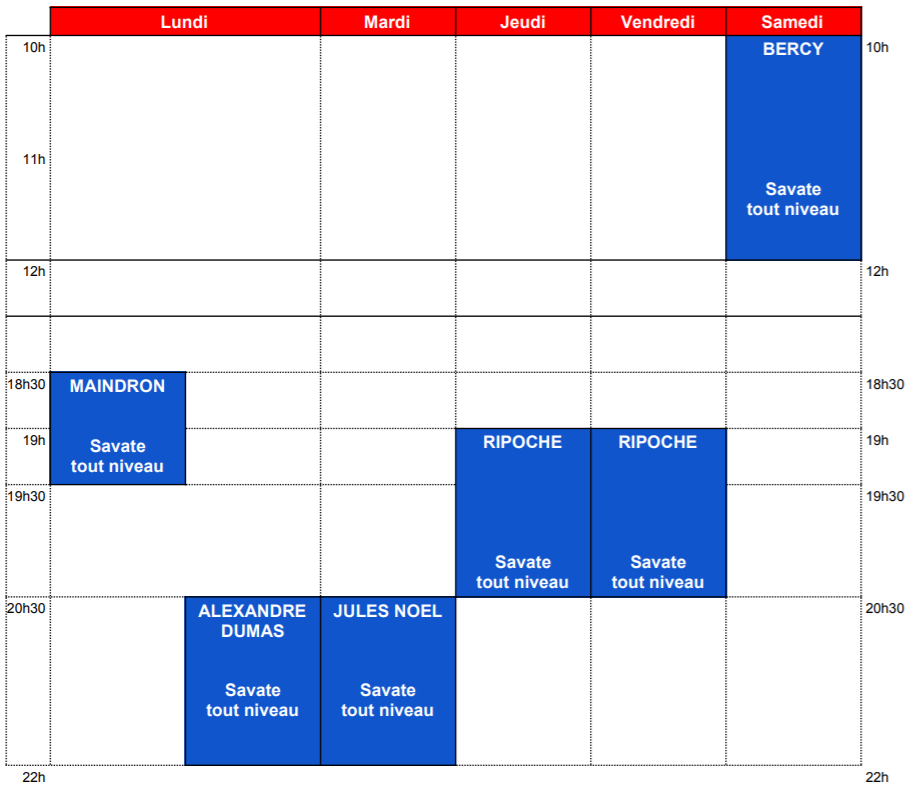 Lundi Mardi Jeudi Vendredi Samedi
10h BERCY 10h
11h
Savate
tout niveau
12h 12h
18h30 MAINDRON 18h30
19h RIPOCHE RIPOCHE 19h
Savate
tout niveau
19h30 19h30
Savate Savate
tout niveau tout niveau
20h30 ALEXANDRE JULES NOEL 20h30
DUMAS
Savate Savate
tout niveau tout niveau
22h 22h